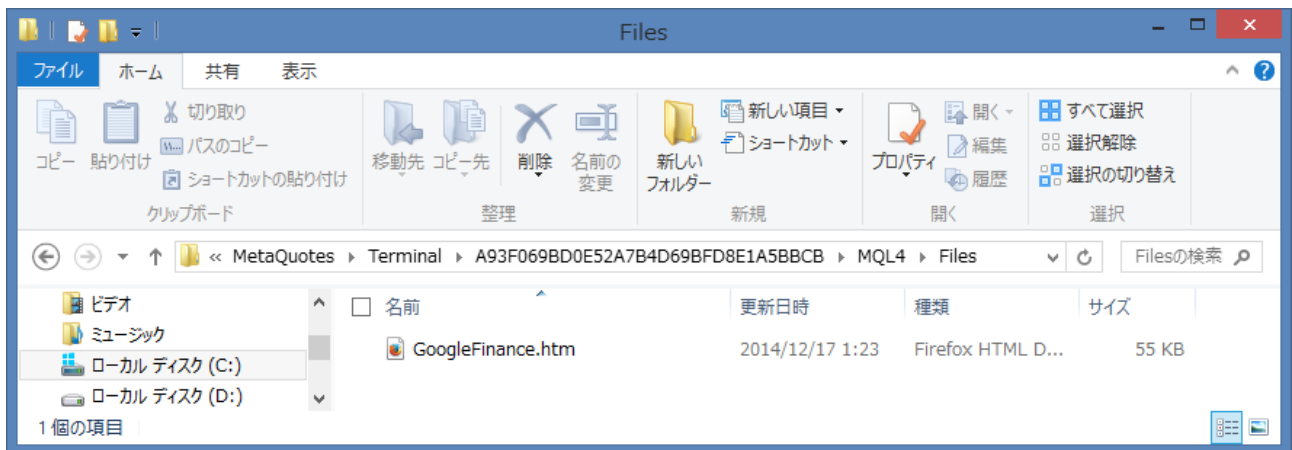 Files
ファイル ホーム 共有 表示
コピー 貼り付け 切り取り パスのコピー ショートカットの貼り付け
クリップボード
移動先 コピー先 削除 名前の変更
整理
新しいフォルダー 新しい項目 ショートカット
新規
プロパティ 開く 編集 履歴
開く
すべて選択 選択解除 選択の切り替え
選択
« MetaQuotes Terminal A93F069BD0E52A7B4D69BFD8E1A5BBCB MQL4 Files Filesの検索
ビデオ
ミュージック
ローカル ディスク (C:)
ローカル ディスク (D:)
名前 更新日時 種類 サイズ
GoogleFinance.htm 2014/12/17 1:23 Firefox HTML D... 55 KB
1 個の項目